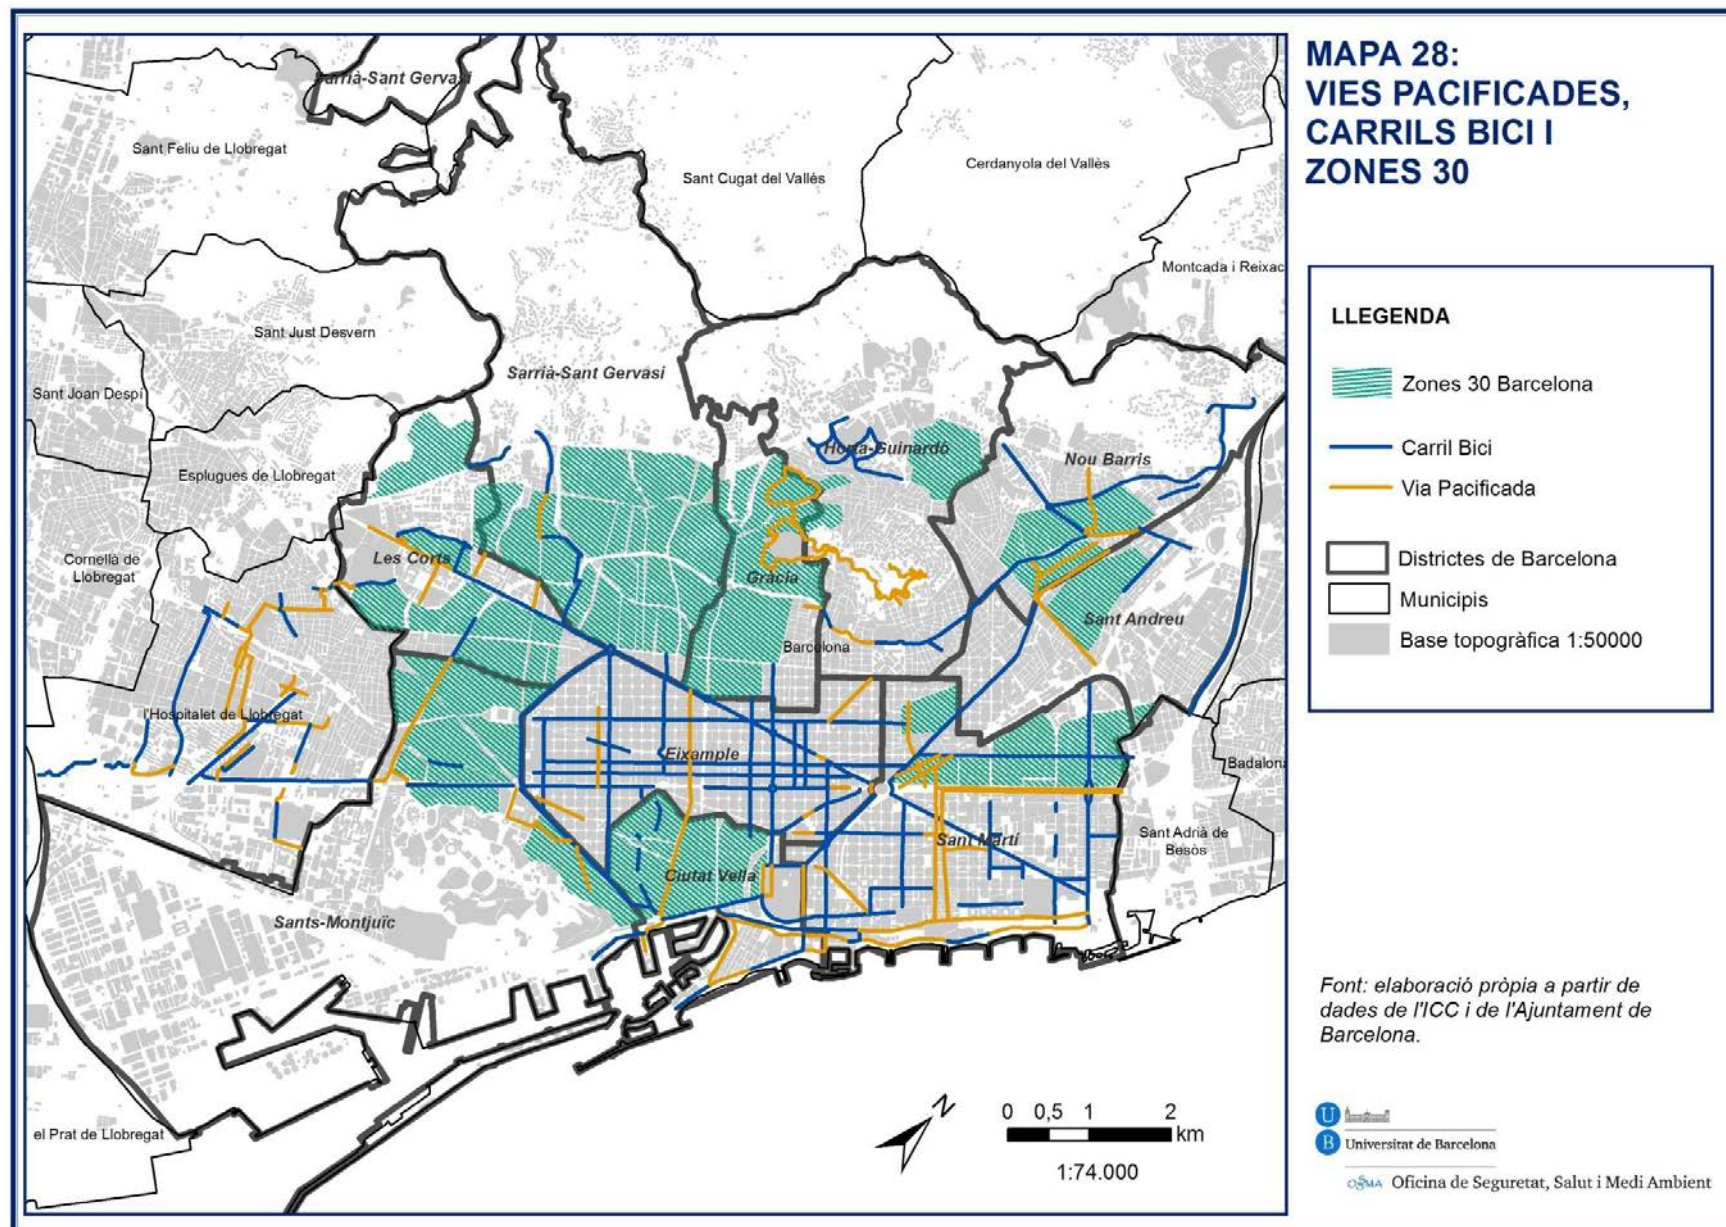 MAPA 28:
VIES PACIFICADES,
CARRILS BICI I
ZONES 30
LLEGENDA
Zones 30 Barcelona
Carril Bici
Via Pacificada
Districtes de Barcelona
Municipis
Base topogràfica 1:50000
Sarrià-Sant Gervasi
Sant Feliu de Llobregat
Sant Cugat del Vallès
Cerdanyola del Vallès
Montcada i Reixac
Sant Just Desvern
Sarrià-Sant Gervasi
Sant Joan Despí
Horta-Guinardó
Nou Barris
Esplugues de Llobregat
Les Corts
Cornellà de
Llobregat
Gràcia
Sant Andreu
Barcelona
l'Hospitalet de Llobregat
Eixample
Badalona
Sant Martí
Sant Adrià de
Besòs
Ciutat Vella
Sants-Montjuïc
el Prat de Llobregat
N
0 0,5 1 2
km
1:74.000
Font: elaboració pròpia a partir de
dades de l'ICC i de l'Ajuntament de
Barcelona.
U
B Universitat de Barcelona
OSSMA Oficina de Seguretat, Salut i Medi Ambient